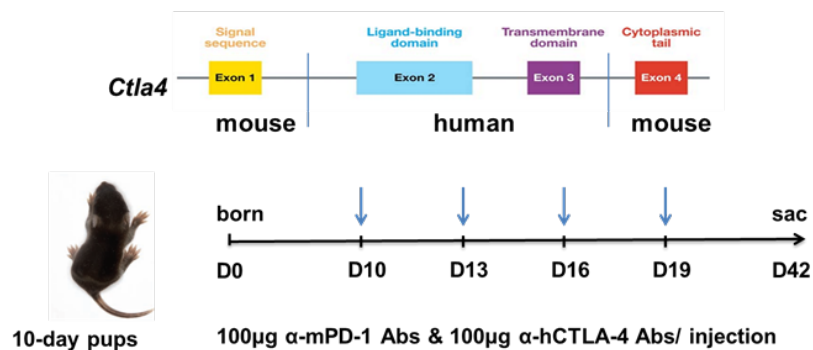 Signal sequence
Ligand-binding domain
Transmembrane domain
Cytoplasmic tail
Ctla4
Exon 1
Exon 2
Exon 3
Exon 4
mouse
human
mouse
born
sac
D0
D10
D13
D16
D19
D42
10-day pups
100μg α-mPD-1 Abs & 100μg α-hCTLA-4 Abs/ injection